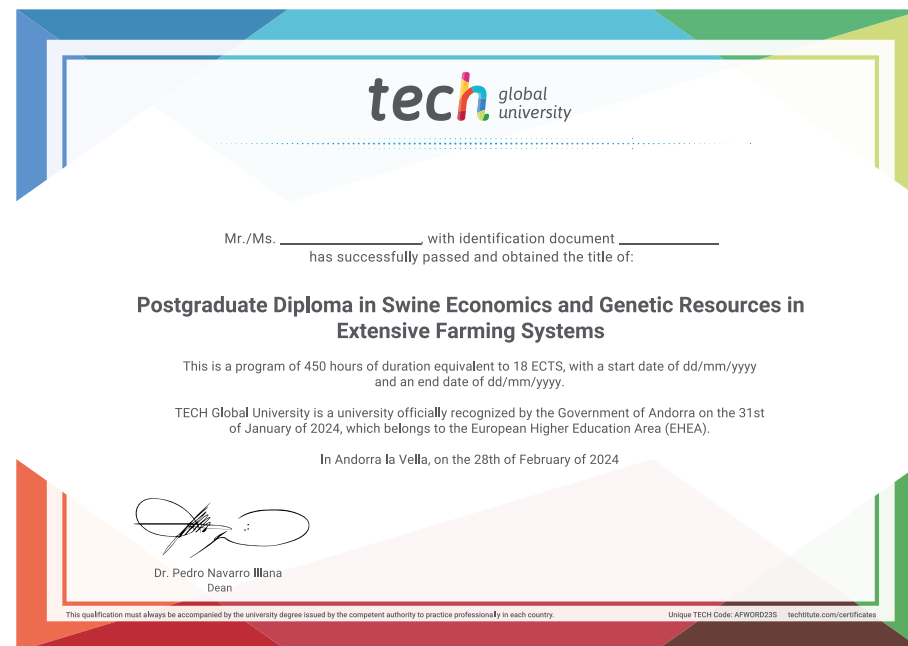 tech global university
Mr./Ms. ____________________, with identification document ______________
has successfully passed and obtained the title of:
Postgraduate Diploma in Swine Economics and Genetic Resources in
Extensive Farming Systems
This is a program of 450 hours of duration equivalent to 18 ECTS, with a start date of dd/mm/yyyy
and an end date of dd/mm/yyyy.
TECH Global University is a university officially recognized by the Government of Andorra on the 31st
of January of 2024, which belongs to the European Higher Education Area (EHEA).
In Andorra la Vella, on the 28th of February of 2024
Dr. Pedro Navarro Illana
Dean
This qualification must always be accompanied by the university degree issued by the competent authority to practice professionally in each country.
Unique TECH Code: AFWORD23S techtitute.com/certificates